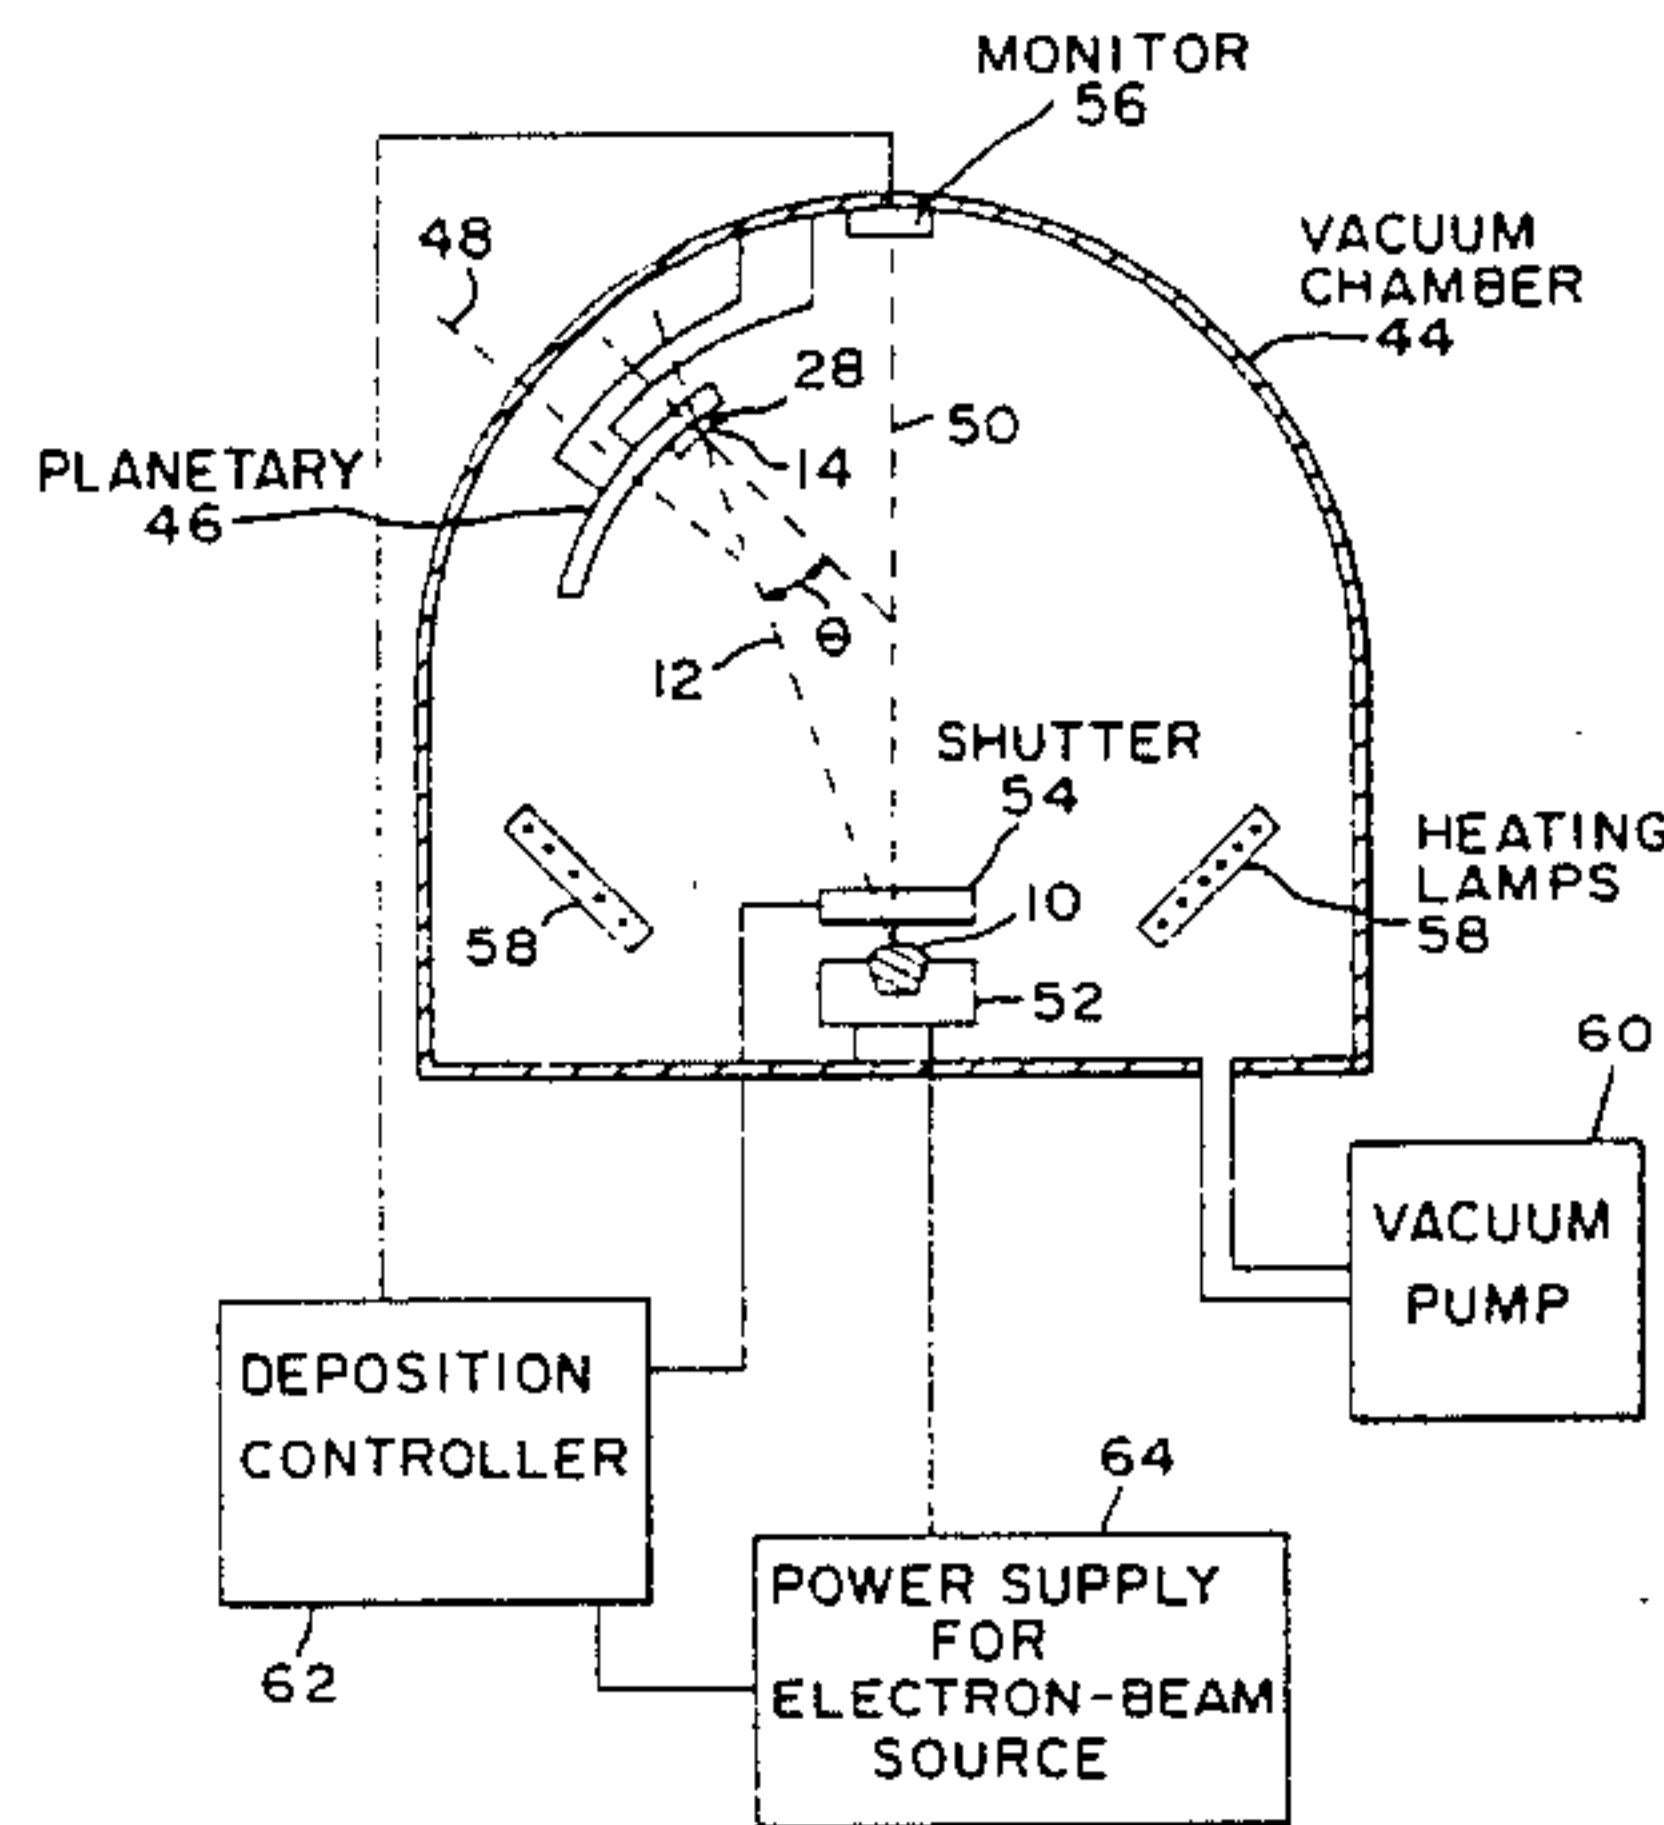 MONITOR
56
48
VACUUM
CHAMBER
44
28
50
14
PLANETARY
46
Θ
12
SHUTTER
54
HEATING
LAMPS
58
10
58
52
60
VACUUM
PUMP
DEPOSITION
CONTROLLER
64
62
POWER SUPPLY
FOR
ELECTRON-BEAM
SOURCE